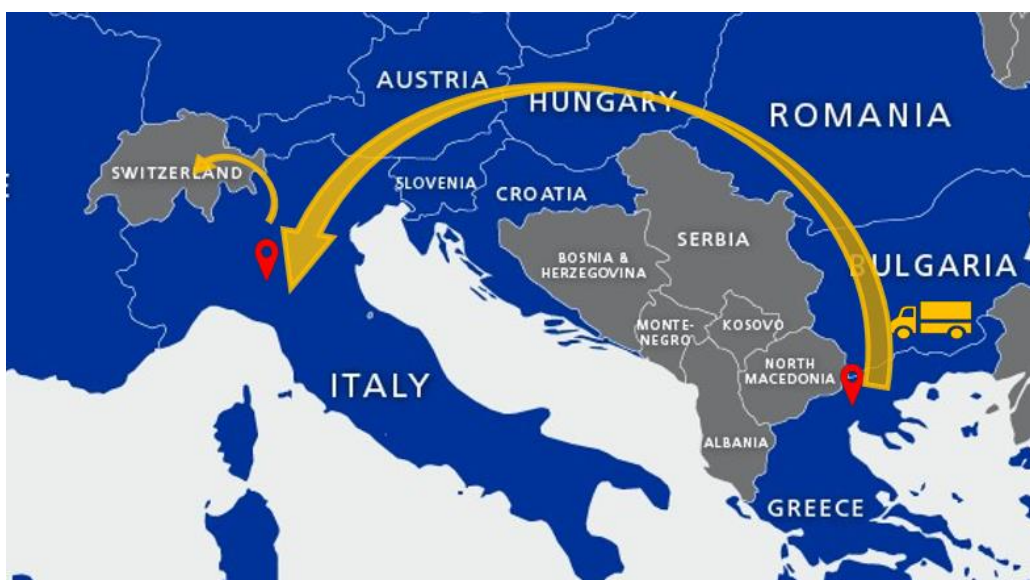 AUSTRIA
HUNGARY
ROMANIA
SWITZERLAND
SLOVENIA
CROATIA
SERBIA
BOSNIA &
HERZEGOVINA
BULGARIA
MONTE-
NEGRO
KOSOVO
NORTH
MACEDONIA
ITALY
ALBANIA
GREECE